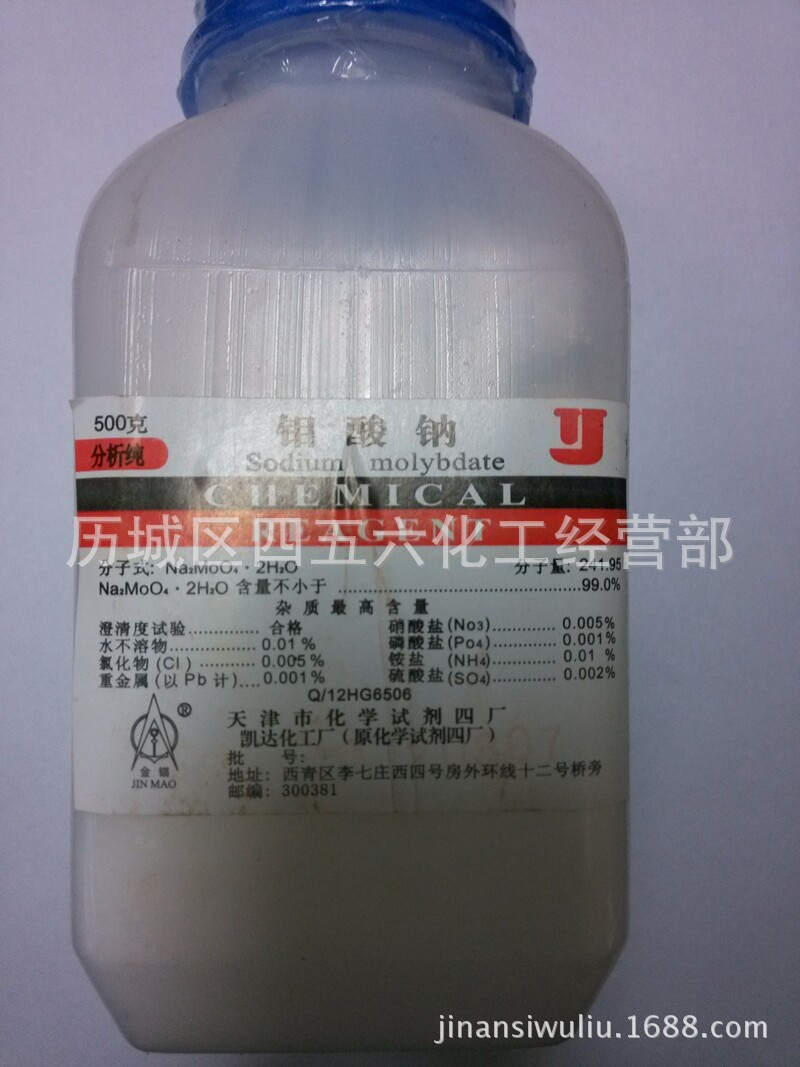 500克
分析纯
钼酸钠
Sodium molybdate
CHEMICAL
REAGENT
历城区四五六化工经营部
分子式: Na₂MoO₄·2H₂O 分子量: 241.95
Na₂MoO₄·2H₂O 含量不小于..............................99.0%
杂质最高含量
澄清度试验............合格 硝酸盐(No₃)............0.005%
水不溶物................0.01% 磷酸盐(Po₄)............0.001%
氯化物(Cl)..........0.005% 铵盐 (NH₄)............0.01 %
重金属(以Pb计)....0.001% 硫酸盐(SO₄)............0.002%
Q/12HG6506
®
JIN MAO
天津市化学试剂四厂
凯达化工厂(原化学试剂四厂)
批 号:
地址: 西青区李七庄西四号房外环线十二号桥旁
邮编: 300381
jinansiwuliu.1688.com